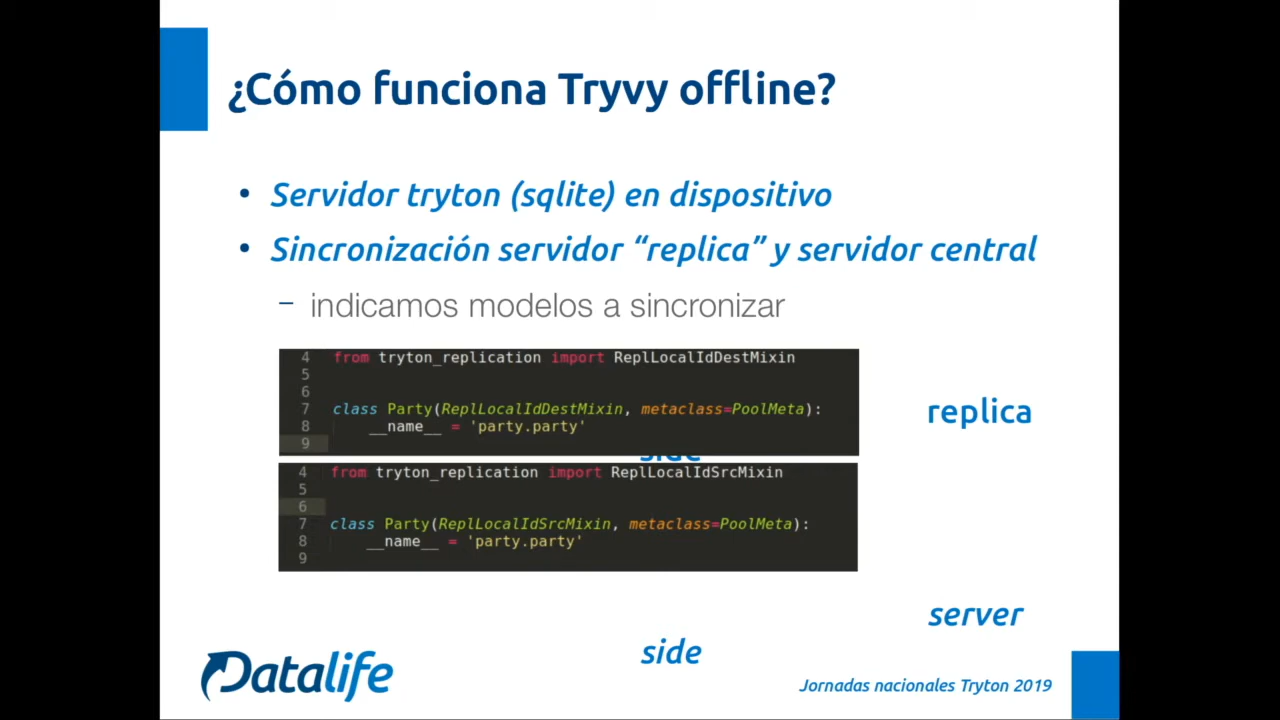 ¿Cómo funciona Tryvy offline?
• Servidor tryton (sqlite) en dispositivo
• Sincronización servidor “replica” y servidor central
– indicamos modelos a sincronizar
4 from tryton_replication import ReplLocalIdDestMixin
5
6
7 class Party(ReplLocalIdDestMixin, metaclass=PoolMeta):
8 __name__ = 'party.party'
9
replica
side
4 from tryton_replication import ReplLocalIdSrcMixin
5
6
7 class Party(ReplLocalIdSrcMixin, metaclass=PoolMeta):
8 __name__ = 'party.party'
9
server
side
Datalife
Jornadas nacionales Tryton 2019